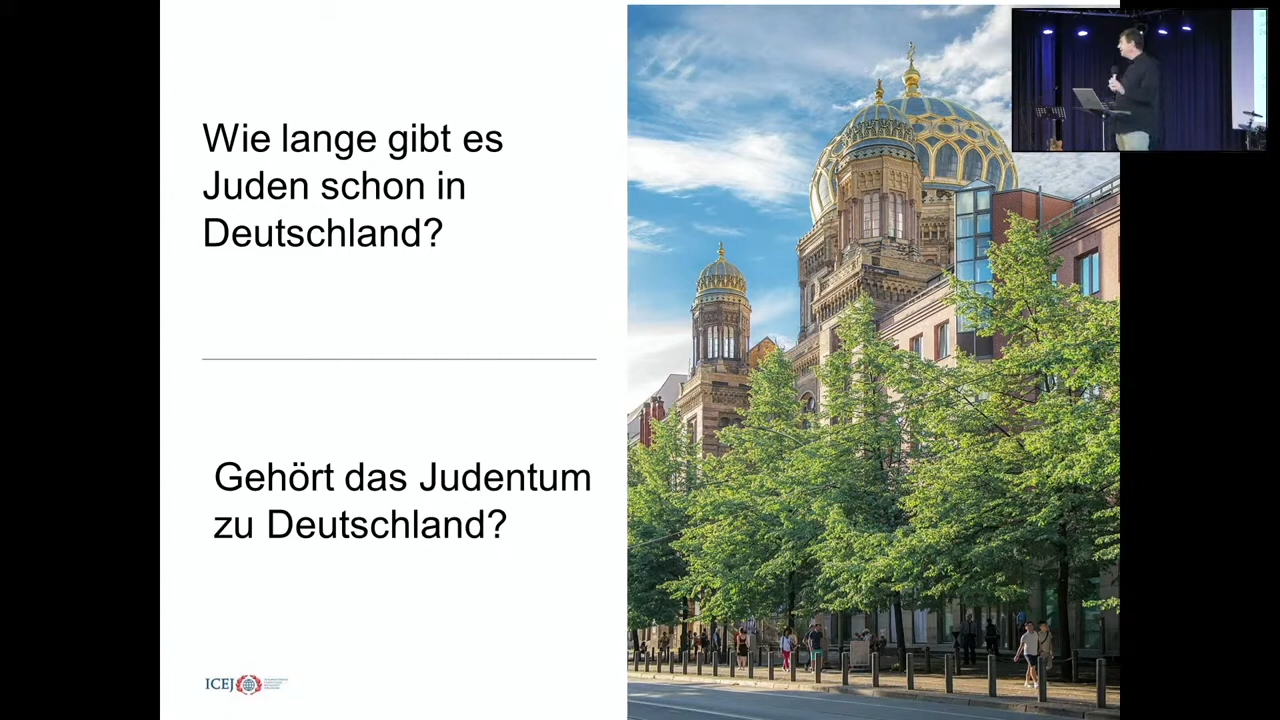 Wie lange gibt es
Juden schon in
Deutschland?
Gehört das Judentum
zu Deutschland?
ICEJ